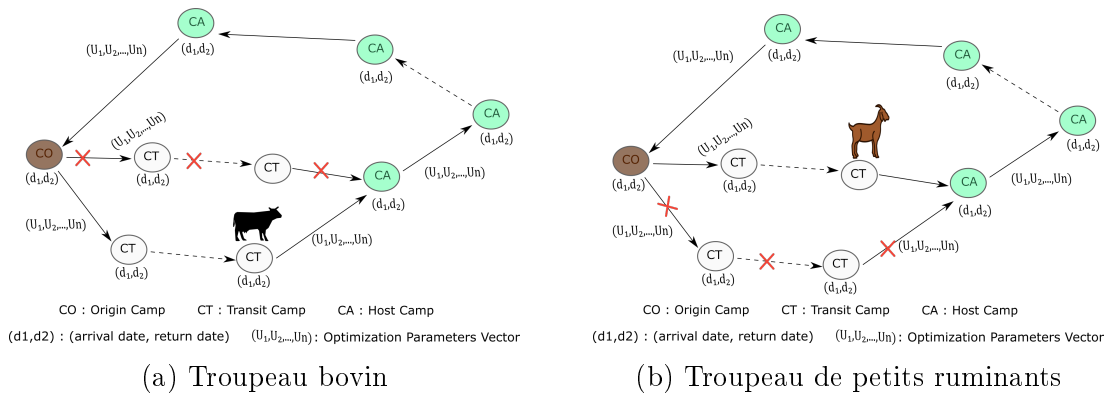 CA
(U₁,U₂,...,Un)
(d₁,d₂)
CA
(d₁,d₂)
CA
(d₁,d₂)
(U₁,U₂,...,Un)
CO
(d₁,d₂)
CT
(d₁,d₂)
CT
CA
(d₁,d₂)
(U₁,U₂,...,Un)
(U₁,U₂,...,Un)
CT
(d₁,d₂)
CT
(d₁,d₂)
(U₁,U₂,...,Un)
CO : Origin Camp CT : Transit Camp CA : Host Camp
(d1,d2) : (arrival date, return date) (U₁,U₂,...,Un) : Optimization Parameters Vector
(a) Troupeau bovin
CA
(U₁,U₂,...,Un)
(d₁,d₂)
CA
(d₁,d₂)
CA
(d₁,d₂)
(U₁,U₂,...,Un)
CO
(d₁,d₂)
CT
(d₁,d₂)
CT
CA
(d₁,d₂)
(U₁,U₂,...,Un)
(U₁,U₂,...,Un)
CT
(d₁,d₂)
CT
(d₁,d₂)
(U₁,U₂,...,Un)
CO : Origin Camp CT : Transit Camp CA : Host Camp
(d1,d2) : (arrival date, return date) (U₁,U₂,...,Un) : Optimization Parameters Vector
(b) Troupeau de petits ruminants